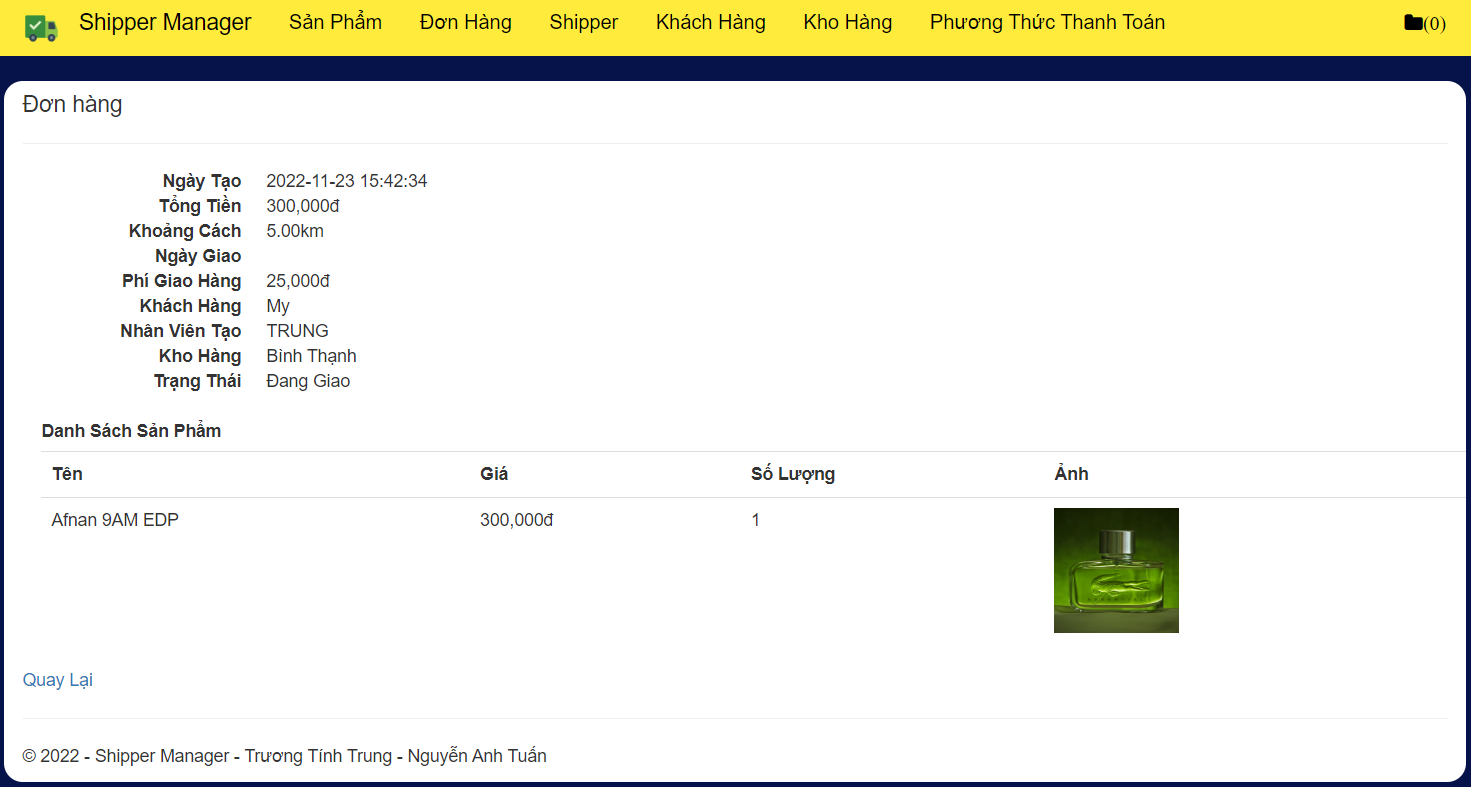 Shipper Manager Sản Phẩm Đơn Hàng Shipper Khách Hàng Kho Hàng Phương Thức Thanh Toán (0)
Đơn hàng
Ngày Tạo 2022-11-23 15:42:34
Tổng Tiền 300,000đ
Khoảng Cách 5.00km
Ngày Giao
Phí Giao Hàng 25,000đ
Khách Hàng My
Nhân Viên Tạo TRUNG
Kho Hàng Bình Thạnh
Trạng Thái Đang Giao
Danh Sách Sản Phẩm
Tên Giá Số Lượng Ảnh
Afnan 9AM EDP 300,000đ 1
Quay Lại
© 2022 - Shipper Manager - Trương Tính Trung - Nguyễn Anh Tuấn